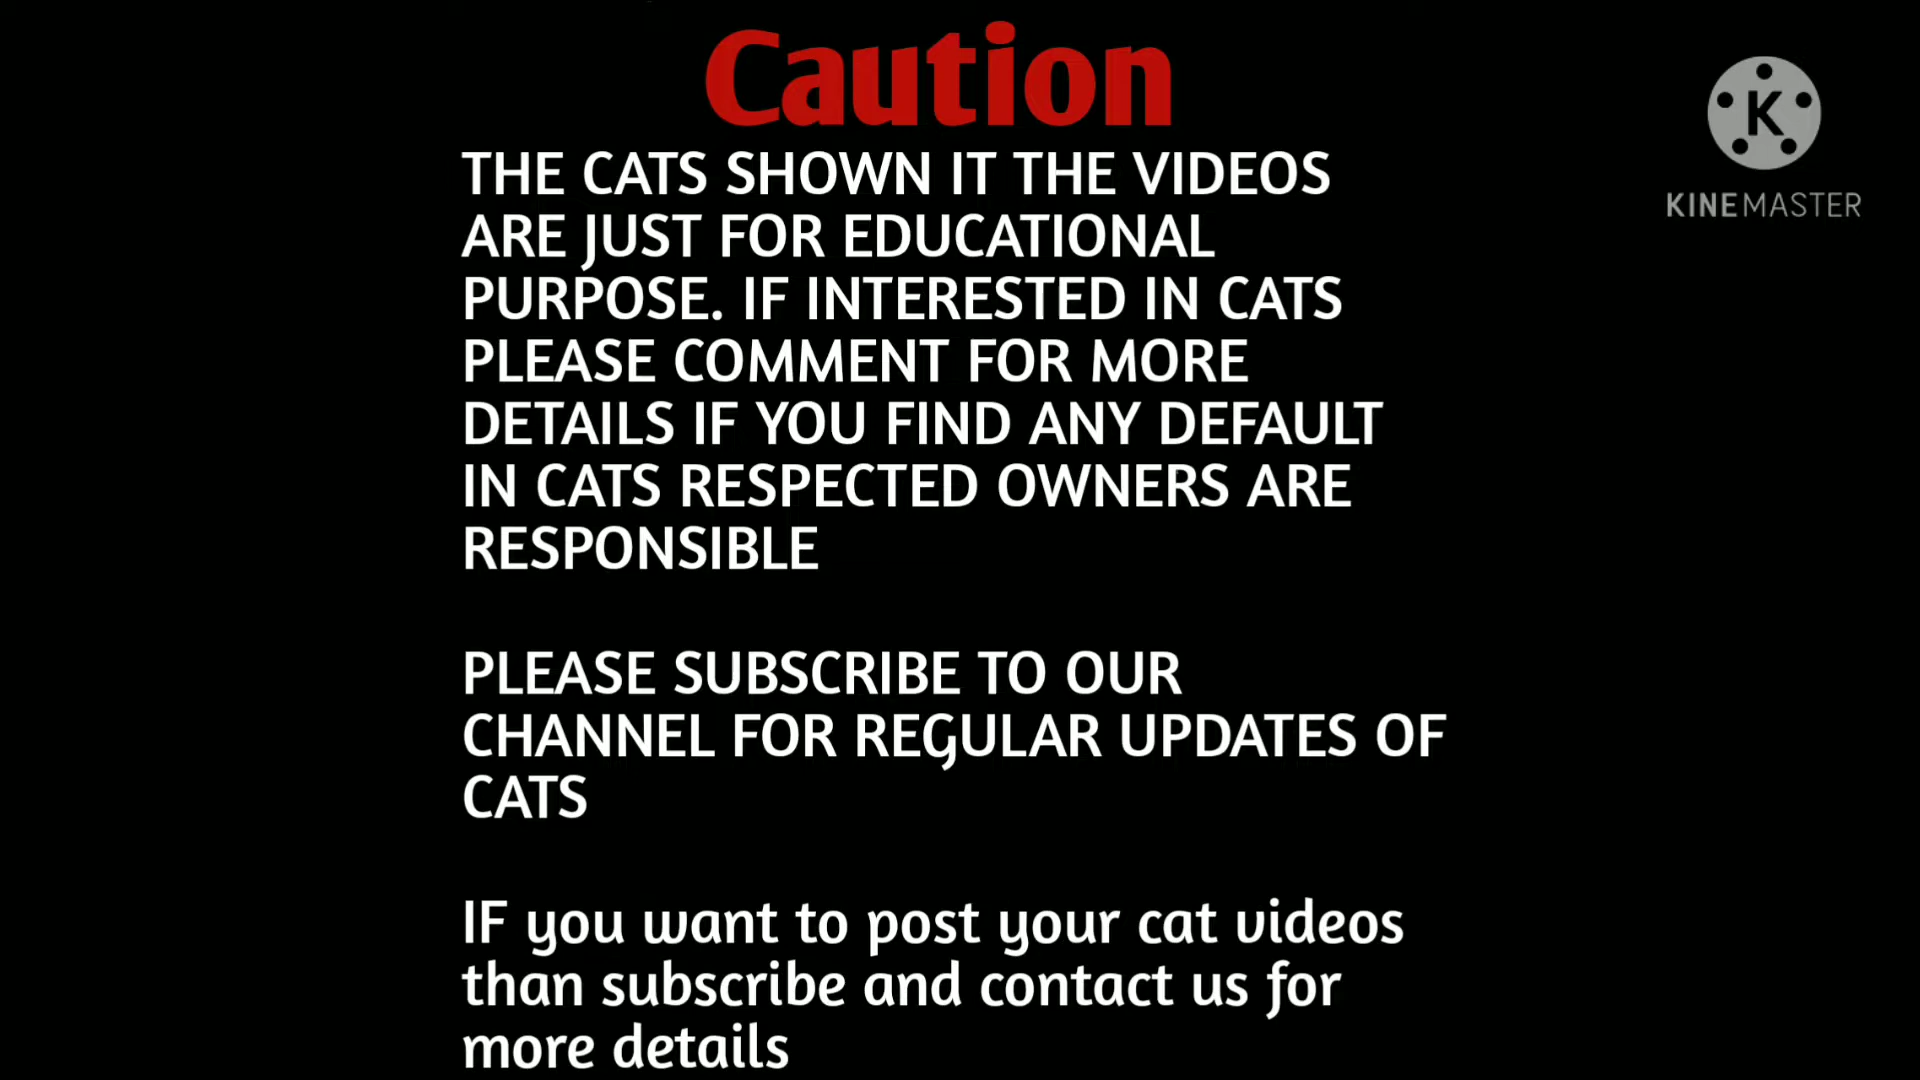 Caution
K
KINEMASTER
THE CATS SHOWN IT THE VIDEOS
ARE JUST FOR EDUCATIONAL
PURPOSE. IF INTERESTED IN CATS
PLEASE COMMENT FOR MORE
DETAILS IF YOU FIND ANY DEFAULT
IN CATS RESPECTED OWNERS ARE
RESPONSIBLE
PLEASE SUBSCRIBE TO OUR
CHANNEL FOR REGULAR UPDATES OF
CATS
IF you want to post your cat videos
than subscribe and contact us for
more details